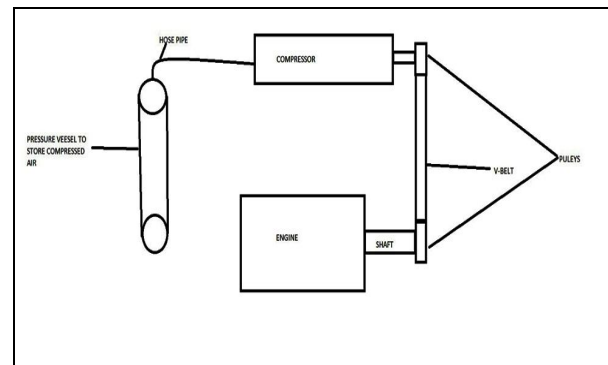 HOSE PIPE
COMPRESSOR
PRESSURE VEESEL TO
STORE COMPRESSED
AIR
V-BELT
PULEYS
ENGINE
SHAFT